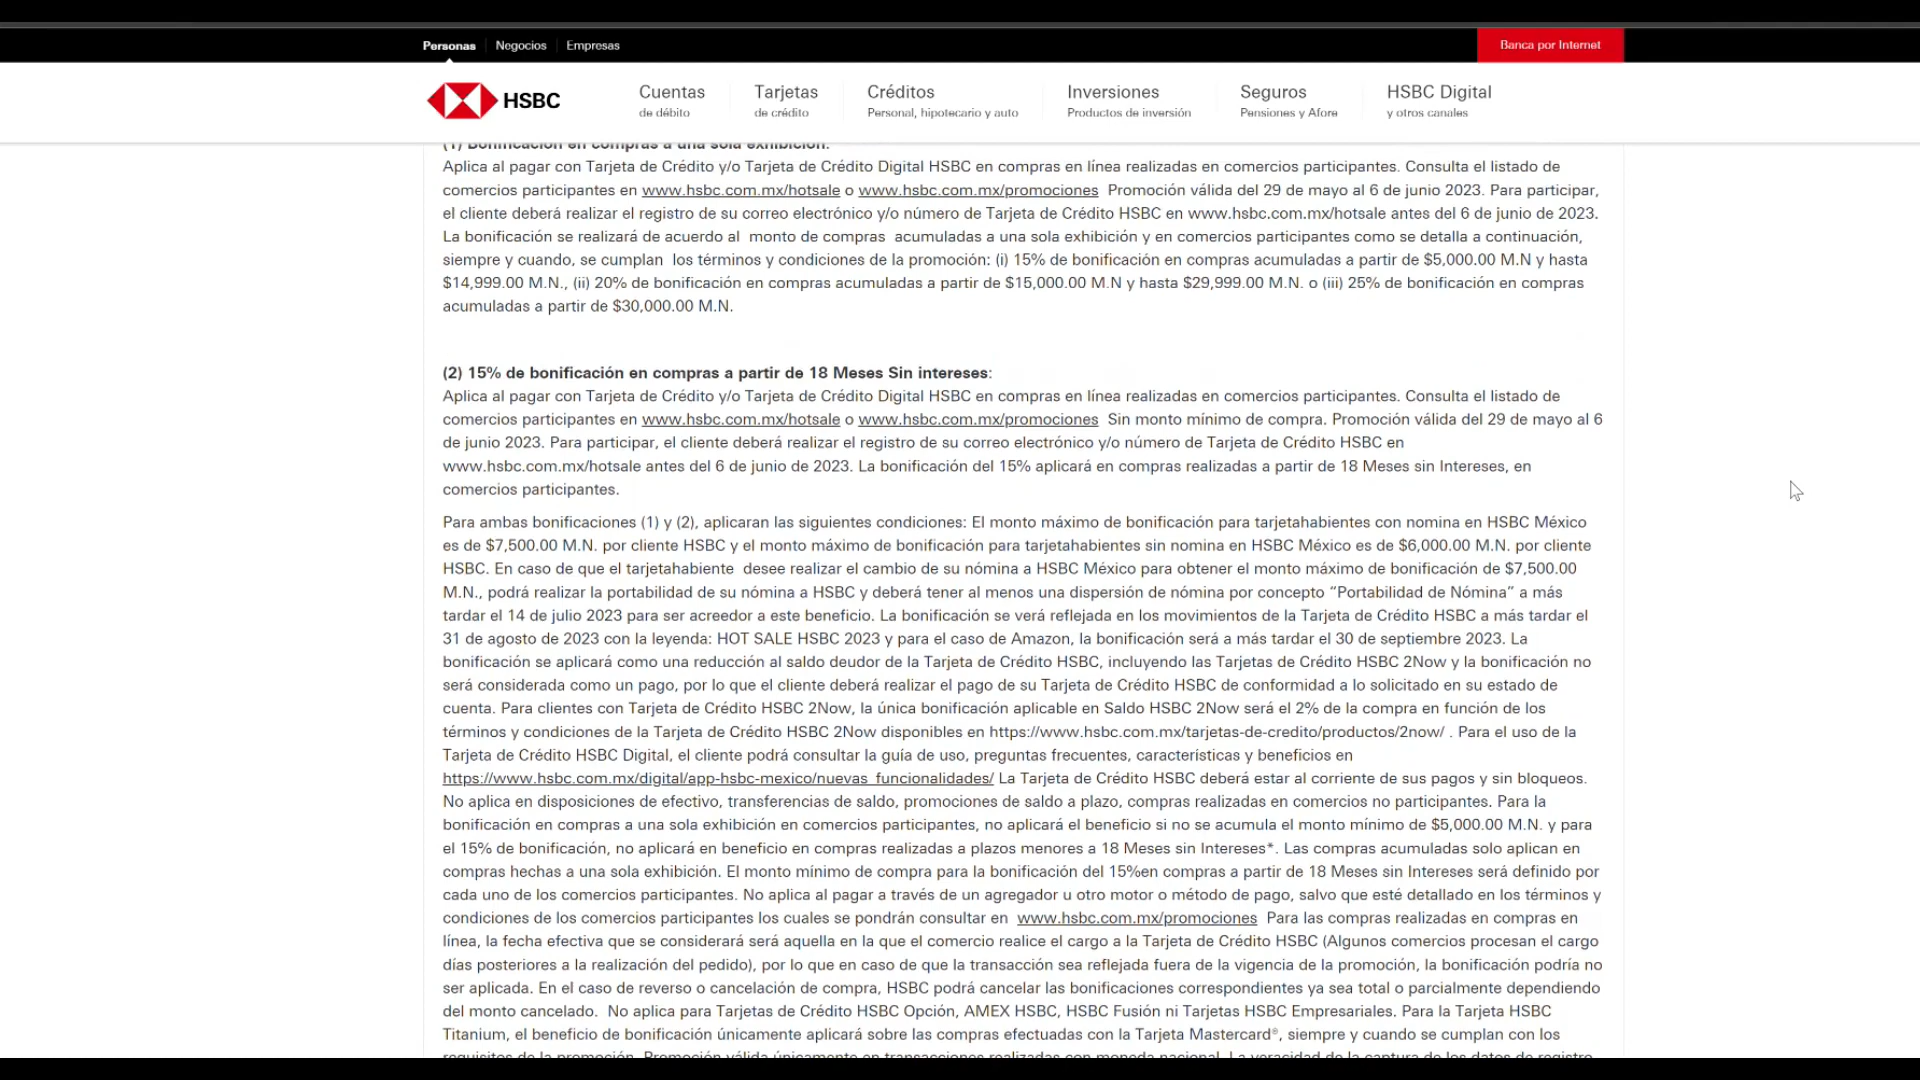 Personas Negocios Empresas Banca por Internet
HSBC
Cuentas
de débito
Tarjetas
de crédito
Créditos
Personal, hipotecario y auto
Inversiones
Productos de inversión
Seguros
Pensiones y Afore
HSBC Digital
y otros canales
(1) Bonificación en compras a una sola exhibición:
Aplica al pagar con Tarjeta de Crédito y/o Tarjeta de Crédito Digital HSBC en compras en línea realizadas en comercios participantes. Consulta el listado de
comercios participantes en www.hsbc.com.mx/hotsale o www.hsbc.com.mx/promociones Promoción válida del 29 de mayo al 6 de junio 2023. Para participar,
el cliente deberá realizar el registro de su correo electrónico y/o número de Tarjeta de Crédito HSBC en www.hsbc.com.mx/hotsale antes del 6 de junio de 2023.
La bonificación se realizará de acuerdo al monto de compras acumuladas a una sola exhibición y en comercios participantes como se detalla a continuación,
siempre y cuando, se cumplan los términos y condiciones de la promoción: (i) 15% de bonificación en compras acumuladas a partir de $5,000.00 M.N y hasta
$14,999.00 M.N., (ii) 20% de bonificación en compras acumuladas a partir de $15,000.00 M.N y hasta $29,999.00 M.N. o (iii) 25% de bonificación en compras
acumuladas a partir de $30,000.00 M.N.
(2) 15% de bonificación en compras a partir de 18 Meses Sin intereses:
Aplica al pagar con Tarjeta de Crédito y/o Tarjeta de Crédito Digital HSBC en compras en línea realizadas en comercios participantes. Consulta el listado de
comercios participantes en www.hsbc.com.mx/hotsale o www.hsbc.com.mx/promociones Sin monto mínimo de compra. Promoción válida del 29 de mayo al 6
de junio 2023. Para participar, el cliente deberá realizar el registro de su correo electrónico y/o número de Tarjeta de Crédito HSBC en
www.hsbc.com.mx/hotsale antes del 6 de junio de 2023. La bonificación del 15% aplicará en compras realizadas a partir de 18 Meses sin Intereses, en
comercios participantes.
Para ambas bonificaciones (1) y (2), aplicaran las siguientes condiciones: El monto máximo de bonificación para tarjetahabientes con nomina en HSBC México
es de $7,500.00 M.N. por cliente HSBC y el monto máximo de bonificación para tarjetahabientes sin nomina en HSBC México es de $6,000.00 M.N. por cliente
HSBC. En caso de que el tarjetahabiente desee realizar el cambio de su nómina a HSBC México para obtener el monto máximo de bonificación de $7,500.00
M.N., podrá realizar la portabilidad de su nómina a HSBC y deberá tener al menos una dispersión de nómina por concepto “Portabilidad de Nómina” a más
tardar el 14 de julio 2023 para ser acreedor a este beneficio. La bonificación se verá reflejada en los movimientos de la Tarjeta de Crédito HSBC a más tardar el
31 de agosto de 2023 con la leyenda: HOT SALE HSBC 2023 y para el caso de Amazon, la bonificación será a más tardar el 30 de septiembre 2023. La
bonificación se aplicará como una reducción al saldo deudor de la Tarjeta de Crédito HSBC, incluyendo las Tarjetas de Crédito HSBC 2Now y la bonificación no
será considerada como un pago, por lo que el cliente deberá realizar el pago de su Tarjeta de Crédito HSBC de conformidad a lo solicitado en su estado de
cuenta. Para clientes con Tarjeta de Crédito HSBC 2Now, la única bonificación aplicable en Saldo HSBC 2Now será el 2% de la compra en función de los
términos y condiciones de la Tarjeta de Crédito HSBC 2Now disponibles en https://www.hsbc.com.mx/tarjetas-de-credito/productos/2now/ . Para el uso de la
Tarjeta de Crédito HSBC Digital, el cliente podrá consultar la guía de uso, preguntas frecuentes, características y beneficios en
https://www.hsbc.com.mx/digital/app-hsbc-mexico/nuevas_funcionalidades/ La Tarjeta de Crédito HSBC deberá estar al corriente de sus pagos y sin bloqueos.
No aplica en disposiciones de efectivo, transferencias de saldo, promociones de saldo a plazo, compras realizadas en comercios no participantes. Para la
bonificación en compras a una sola exhibición en comercios participantes, no aplicará el beneficio si no se acumula el monto mínimo de $5,000.00 M.N. y para
el 15% de bonificación, no aplicará en beneficio en compras realizadas a plazos menores a 18 Meses sin Intereses*. Las compras acumuladas solo aplican en
compras hechas a una sola exhibición. El monto mínimo de compra para la bonificación del 15%en compras a partir de 18 Meses sin Intereses será definido por
cada uno de los comercios participantes. No aplica al pagar a través de un agregador u otro motor o método de pago, salvo que esté detallado en los términos y
condiciones de los comercios participantes los cuales se pondrán consultar en www.hsbc.com.mx/promociones Para las compras realizadas en compras en
línea, la fecha efectiva que se considerará será aquella en la que el comercio realice el cargo a la Tarjeta de Crédito HSBC (Algunos comercios procesan el cargo
días posteriores a la realización del pedido), por lo que en caso de que la transacción sea reflejada fuera de la vigencia de la promoción, la bonificación podría no
ser aplicada. En el caso de reverso o cancelación de compra, HSBC podrá cancelar las bonificaciones correspondientes ya sea total o parcialmente dependiendo
del monto cancelado. No aplica para Tarjetas de Crédito HSBC Opción, AMEX HSBC, HSBC Fusión ni Tarjetas HSBC Empresariales. Para la Tarjeta HSBC
Titanium, el beneficio de bonificación únicamente aplicará sobre las compras efectuadas con la Tarjeta Mastercard®, siempre y cuando se cumplan con los
requisitos de la promoción. Promoción válida únicamente en transacciones realizadas con moneda nacional. La veracidad de la captura de los datos de registro